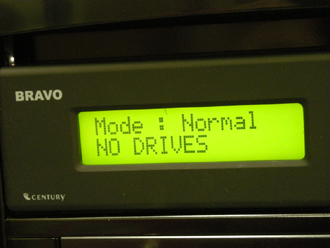 BRAVO
Mode : Normal
NO DRIVES
CENTURY